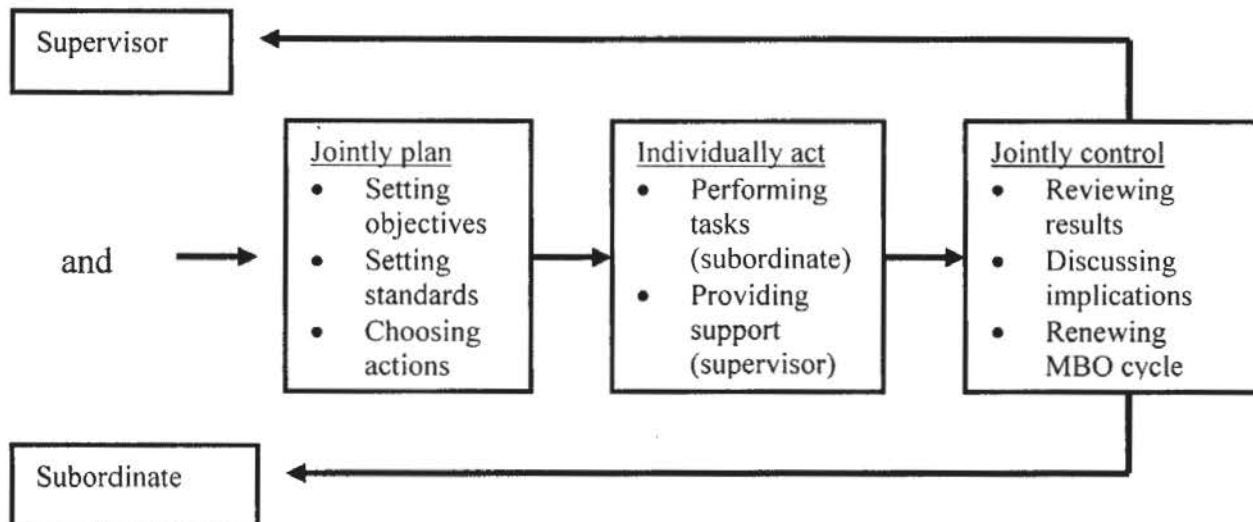 Supervisor
and
Jointly plan
• Setting
objectives
• Setting
standards
• Choosing
actions
Individually act
• Performing
tasks
(subordinate)
• Providing
support
(supervisor)
Jointly control
• Reviewing
results
• Discussing
implications
• Renewing
MBO cycle
Subordinate